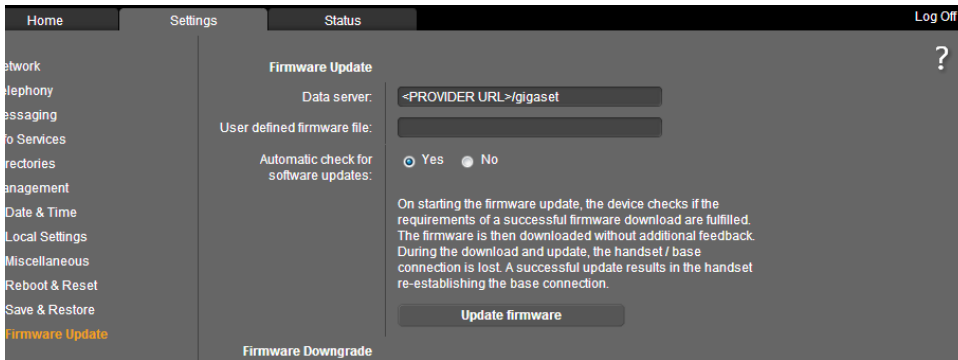 Home Settings Status Log Off
?
etwork
elephony
essaging
fo Services
rectories
anagement
Date & Time
Local Settings
Miscellaneous
Reboot & Reset
Save & Restore
Firmware Update
Firmware Update
Data server: <PROVIDER URL>/gigaset
User defined firmware file:
Automatic check for Yes No
software updates:
On starting the firmware update, the device checks if the
requirements of a successful firmware download are fulfilled.
The firmware is then downloaded without additional feedback.
During the download and update, the handset / base
connection is lost. A successful update results in the handset
re-establishing the base connection.
Update firmware
Firmware Downgrade